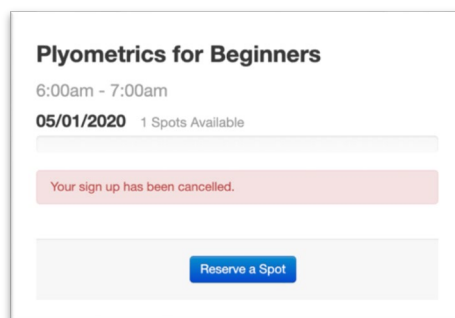 Plyometrics for Beginners
6:00am - 7:00am
05/01/2020 1 Spots Available
Your sign up has been cancelled.
Reserve a Spot